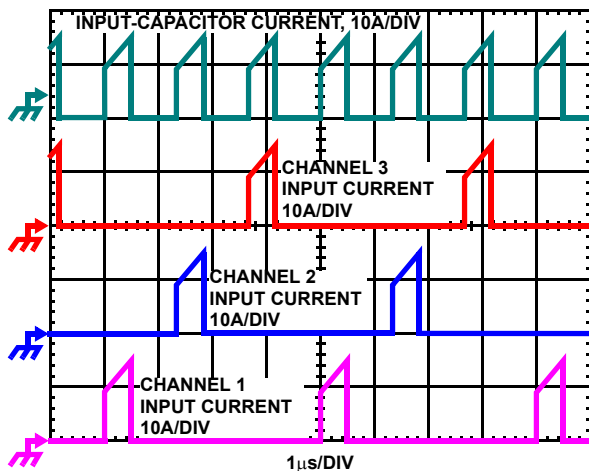 INPUT-CAPACITOR CURRENT, 10A/DIV
CHANNEL 3
INPUT CURRENT
10A/DIV
CHANNEL 2
INPUT CURRENT
10A/DIV
CHANNEL 1
INPUT CURRENT
10A/DIV
1μs/DIV